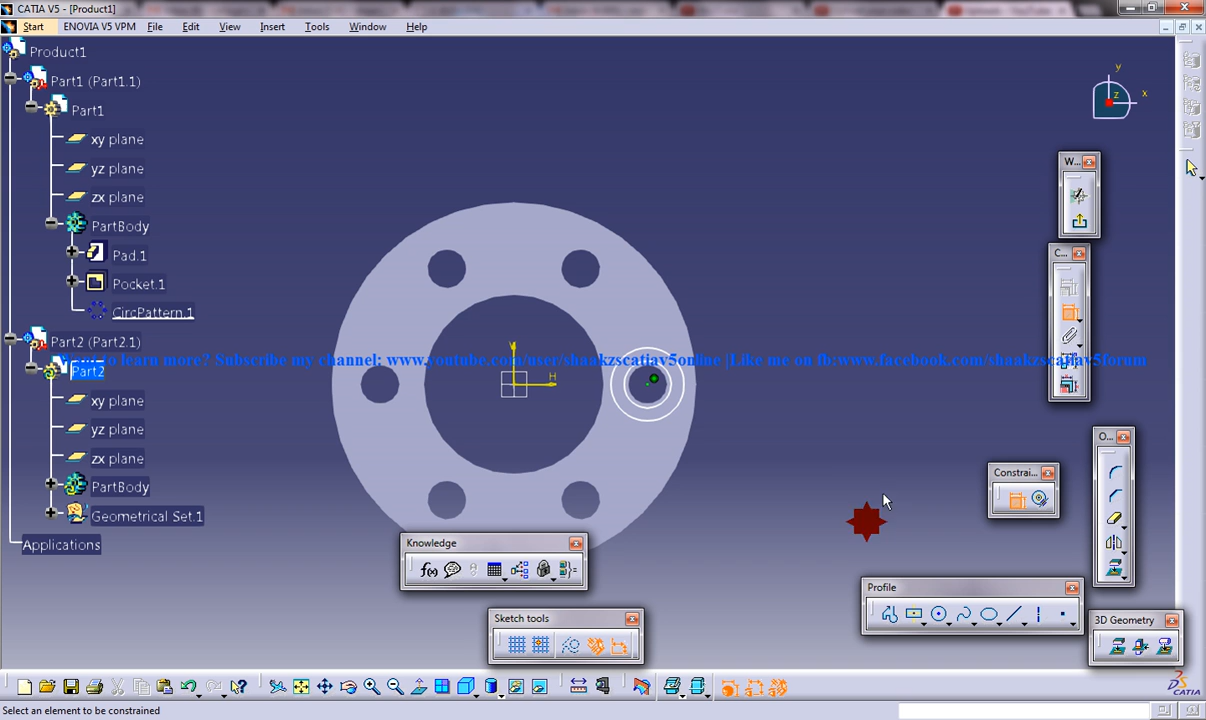 CATIA V5 - [Product1]
Start ENOVIA V5 VPM File Edit Insert Tools Window Help
Product1
Part1 (Part1.1)
Part1
xy plane
yz plane
zx plane
PartBody
Pad.1
Pocket.1
CircPattern.1
Part2 (Part2.1)
Want to learn more? Subscribe my channel: www.youtube.com/user/shaakzscatiav5online |Like me on fb:www.facebook.com/shaakzscatiav5forum
Part2
xy plane
yz plane
zx plane
PartBody
Geometrical Set.1
Applications
y
x
z
H
V
W...
C...
O...
Constrai...
Knowledge
f(x)
Sketch tools
Profile
3D Geometry
Select an element to be constrained
CATIA